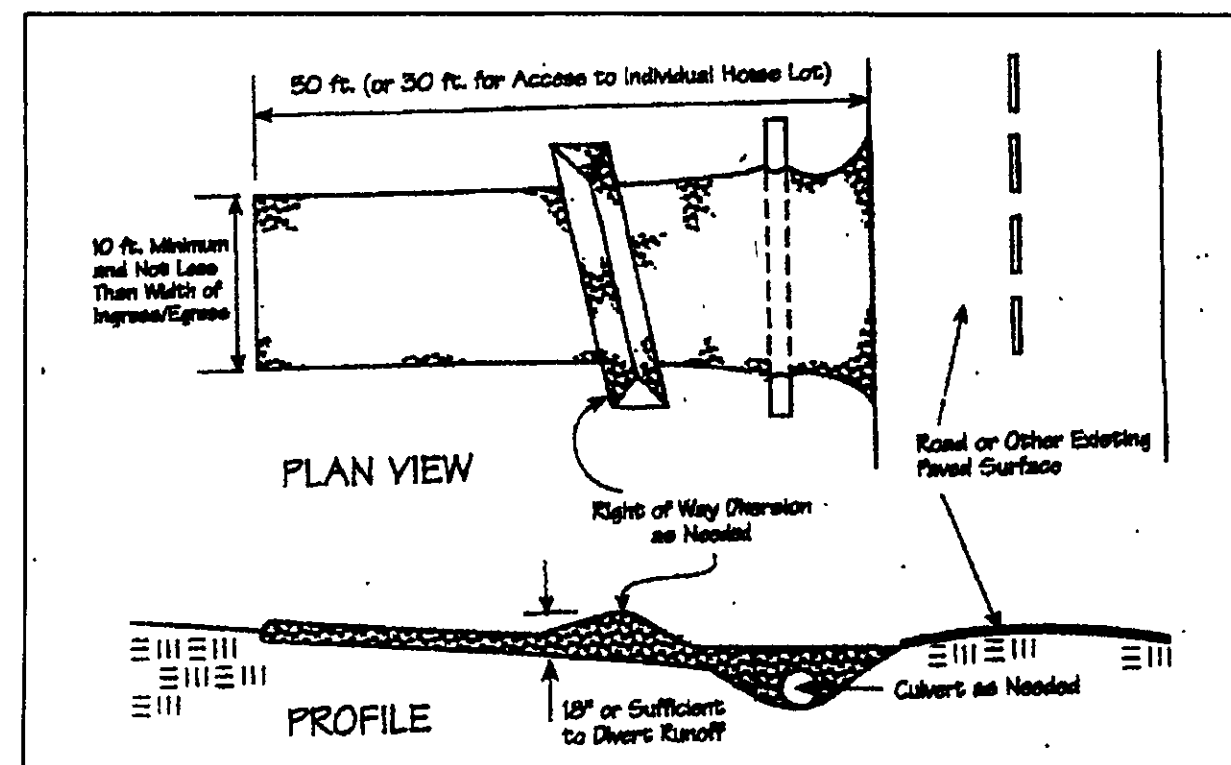 50 ft. (or 30 ft. for Access to Individual House Lot)
10 ft. Minimum
and Not Less
Than Width of
Ingress/Egress
PLAN VIEW
Right of Way Diversion
as Needed
Road or Other Existing
Paved Surface
PROFILE
18" or Sufficient
to Divert Runoff
Culvert as Needed